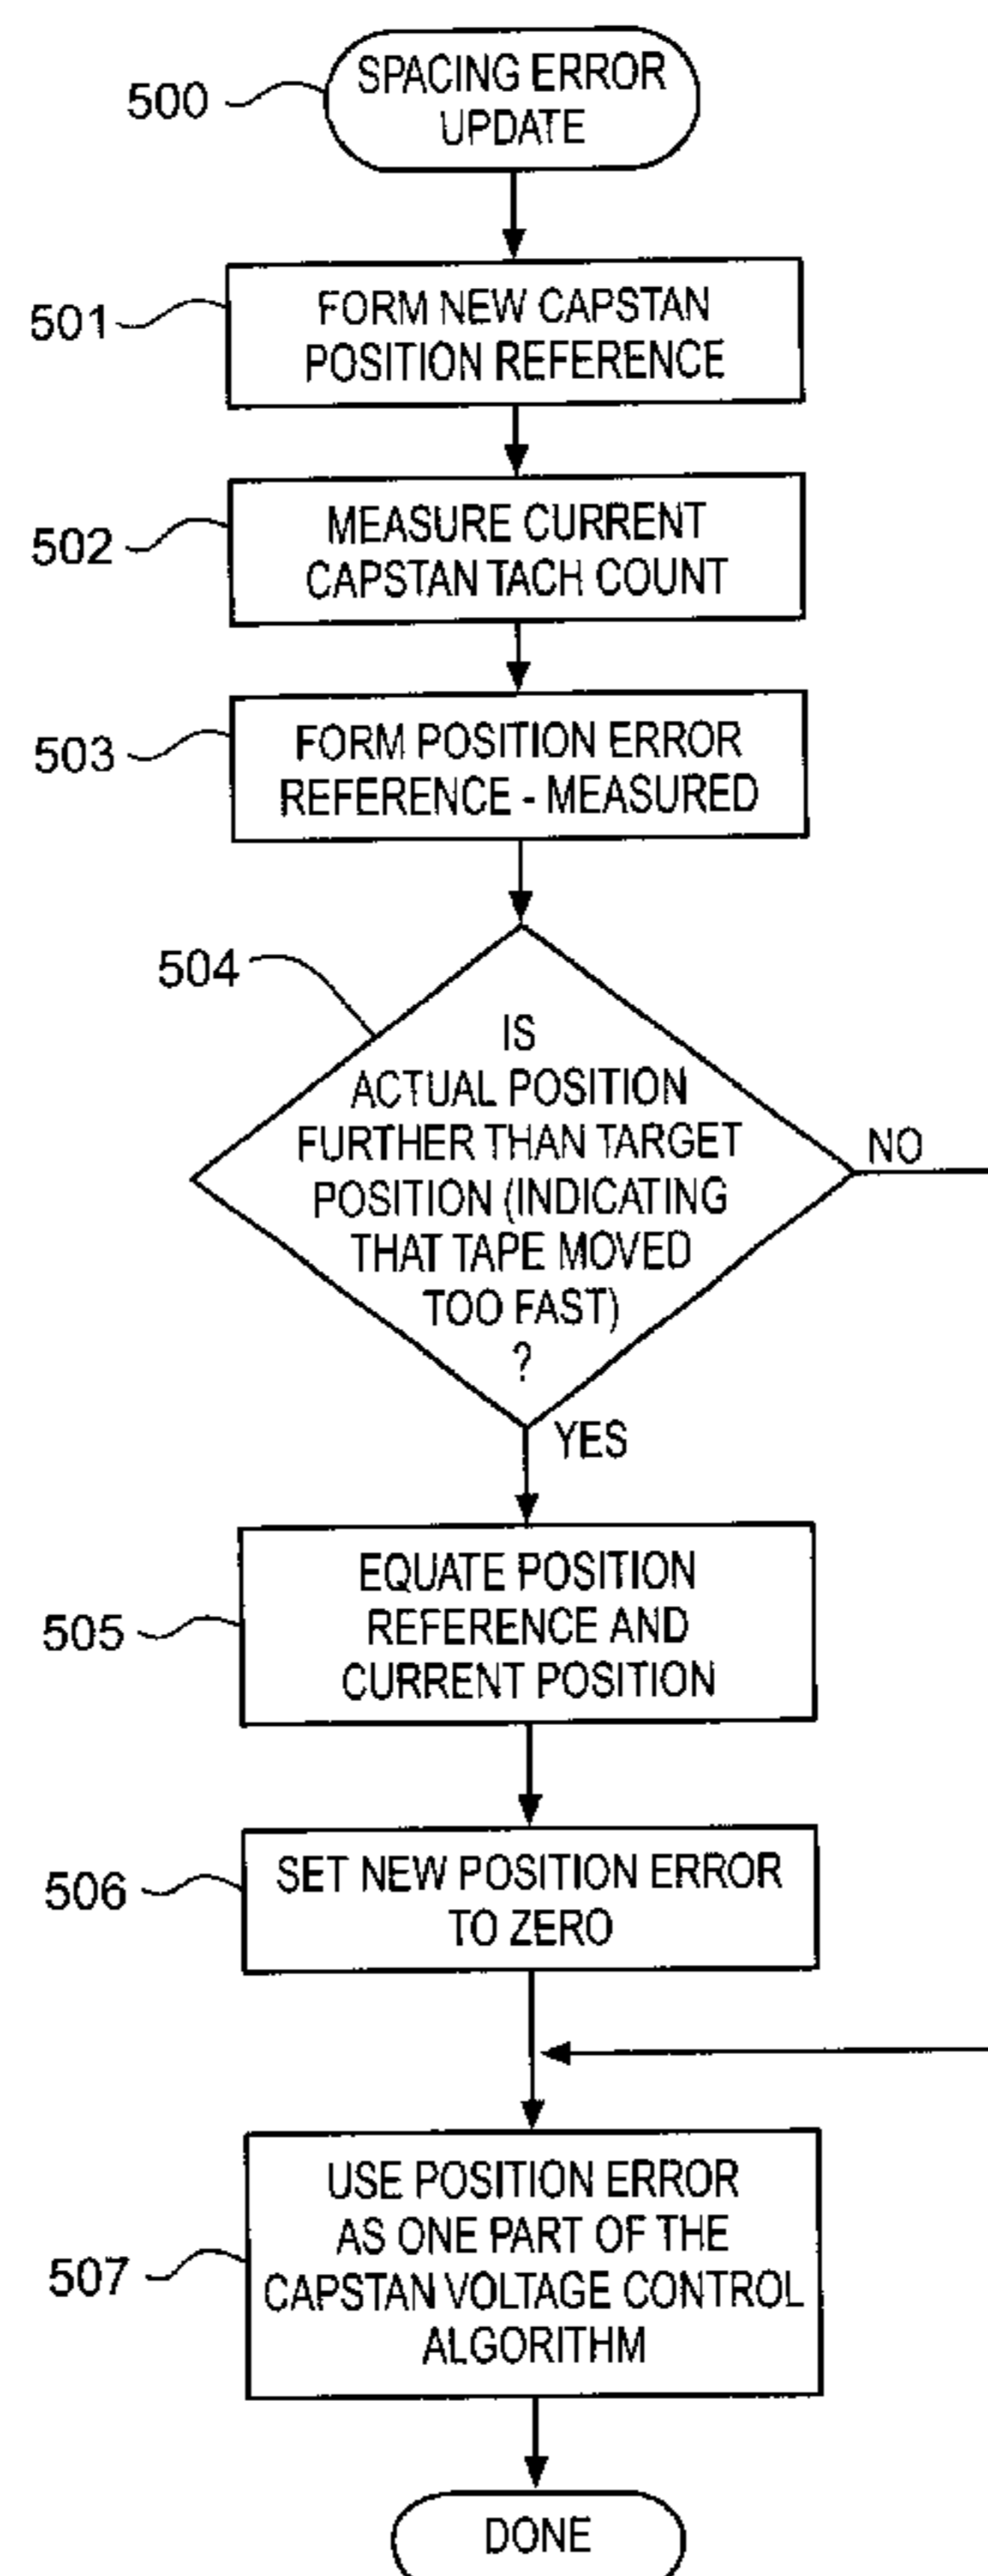 500
SPACING ERROR
UPDATE
501
FORM NEW CAPSTAN
POSITION REFERENCE
502
MEASURE CURRENT
CAPSTAN TACH COUNT
503
FORM POSITION ERROR
REFERENCE - MEASURED
504
IS
ACTUAL POSITION
FURTHER THAN TARGET
POSITION (INDICATING
THAT TAPE MOVED
TOO FAST)
?
NO
YES
505
EQUATE POSITION
REFERENCE AND
CURRENT POSITION
506
SET NEW POSITION ERROR
TO ZERO
507
USE POSITION ERROR
AS ONE PART OF THE
CAPSTAN VOLTAGE CONTROL
ALGORITHM
DONE